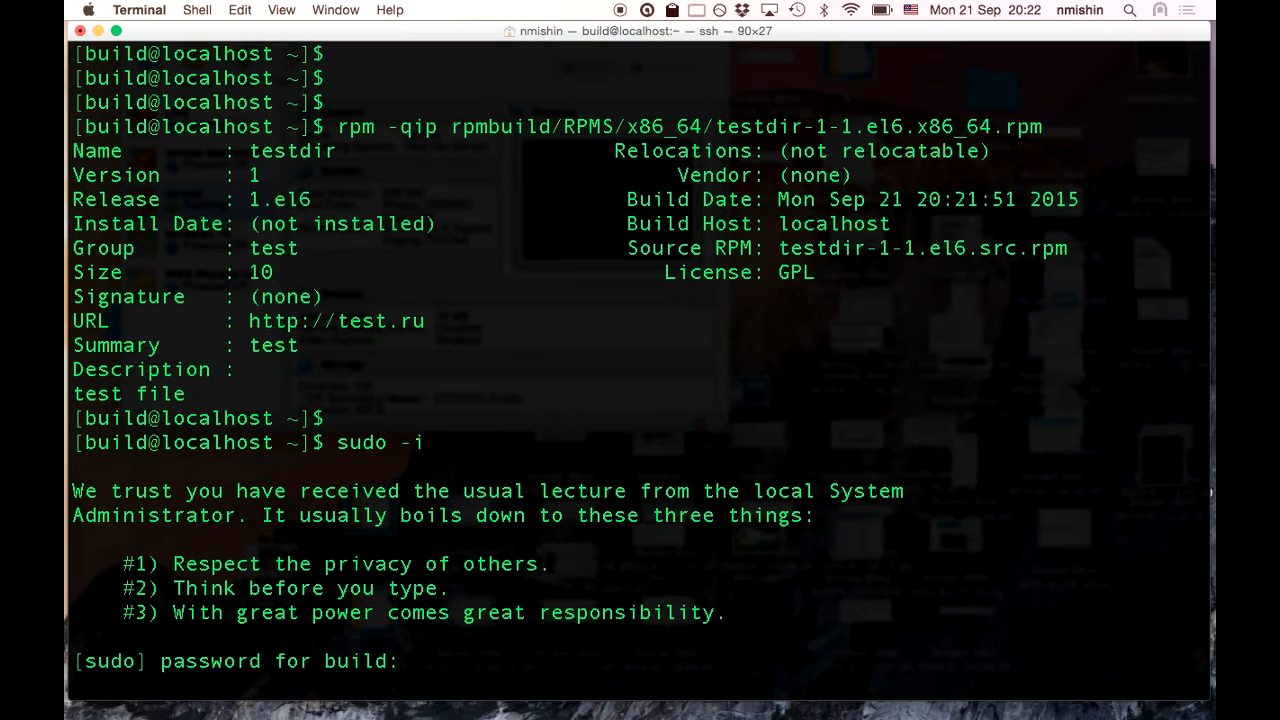 Terminal Shell Edit View Window Help Mon 21 Sep 20:22 nmishin
nmishin — build@localhost:~ — ssh — 90×27
[build@localhost ~]$
[build@localhost ~]$
[build@localhost ~]$
[build@localhost ~]$ rpm -qip rpmbuild/RPMS/x86_64/testdir-1-1.el6.x86_64.rpm
Name : testdir Relocations: (not relocatable)
Version : 1 Vendor: (none)
Release : 1.el6 Build Date: Mon Sep 21 20:21:51 2015
Install Date: (not installed) Build Host: localhost
Group : test Source RPM: testdir-1-1.el6.src.rpm
Size : 10 License: GPL
Signature : (none)
URL : http://test.ru
Summary : test
Description :
test file
[build@localhost ~]$
[build@localhost ~]$ sudo -i
We trust you have received the usual lecture from the local System
Administrator. It usually boils down to these three things:
#1) Respect the privacy of others.
#2) Think before you type.
#3) With great power comes great responsibility.
[sudo] password for build: